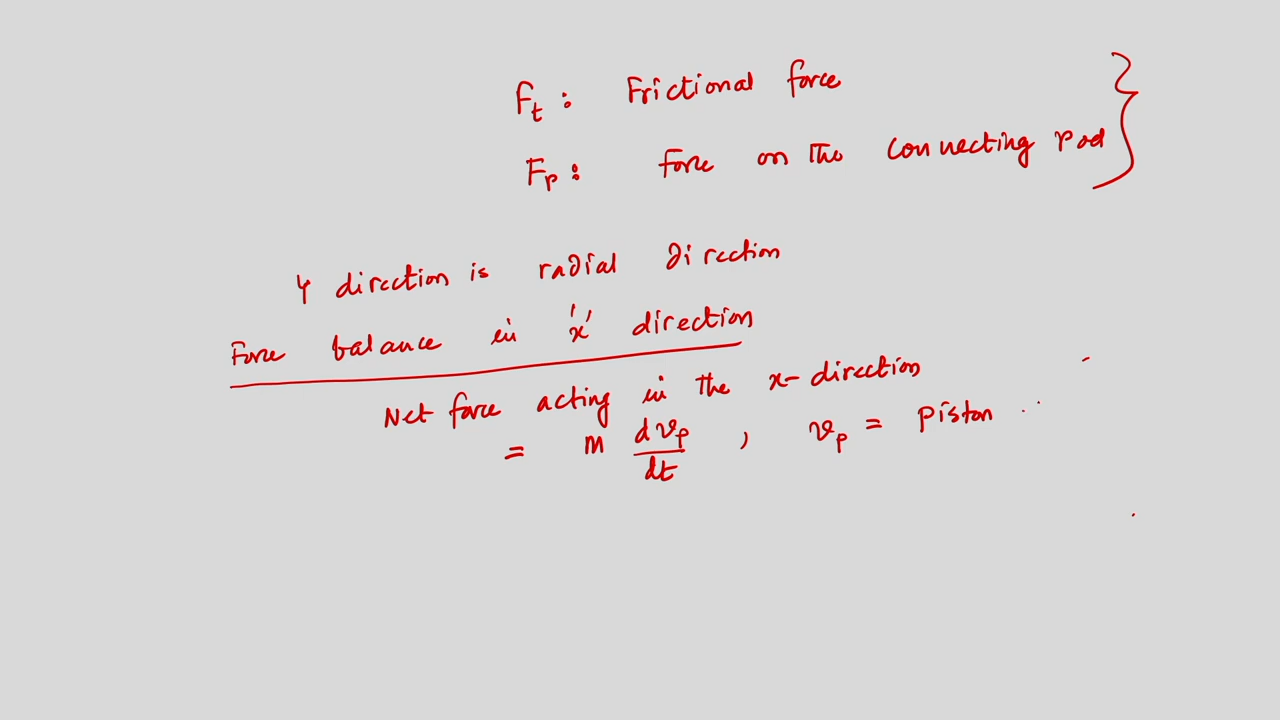 Ft : Frictional force
Fp : force on the connecting rod
Y direction is radial direction
Force balance in 'x' direction
Net force acting in the x-direction
= m dvp/dt , vp = piston